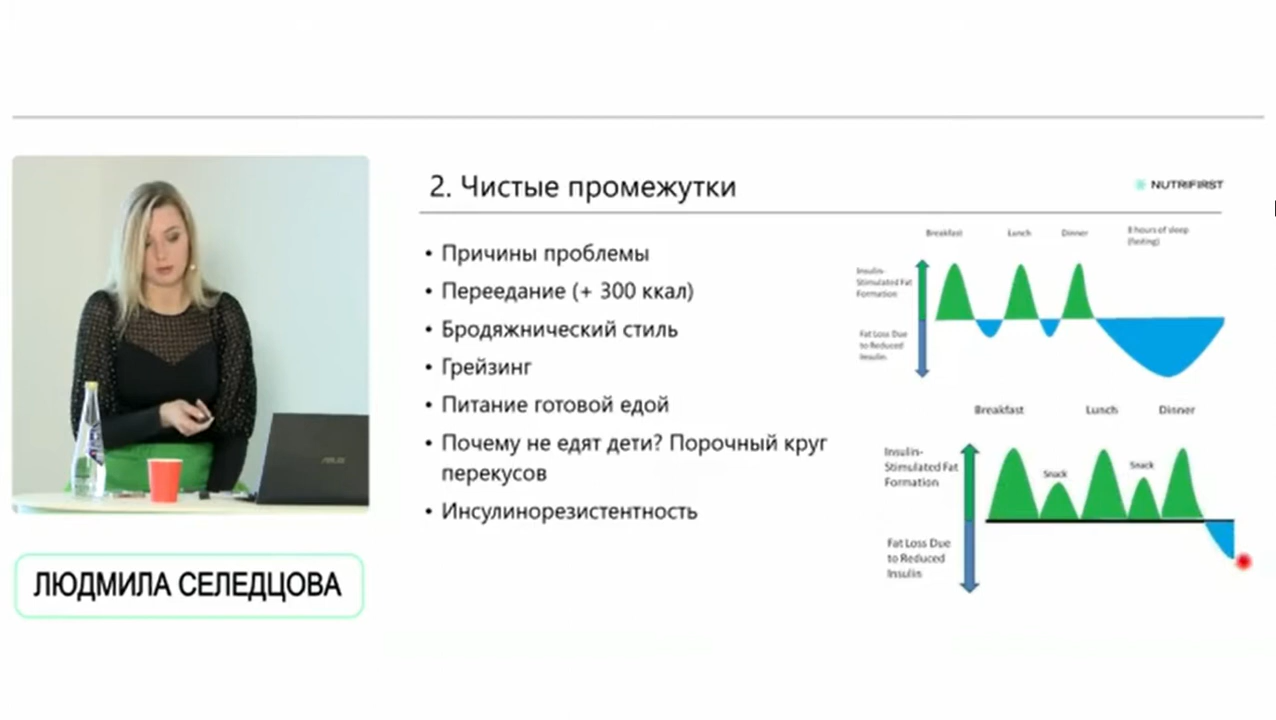 2. Чистые промежутки
NUTRIFIRST
• Причины проблемы
• Переедание (+ 300 ккал)
• Бродяжнический стиль
• Грейзинг
• Питание готовой едой
• Почему не едят дети? Порочный круг
перекусов
• Инсулинорезистентность
Breakfast
Lunch
Dinner
8 hours of sleep
(fasting)
Insulin-
Stimulated Fat
Formation
Fat Loss Due
to Reduced
Insulin
Breakfast
Lunch
Dinner
Insulin-
Stimulated Fat
Formation
Snack
Snack
Fat Loss Due
to Reduced
Insulin
ASUS
ЛЮДМИЛА СЕЛЕДЦОВА